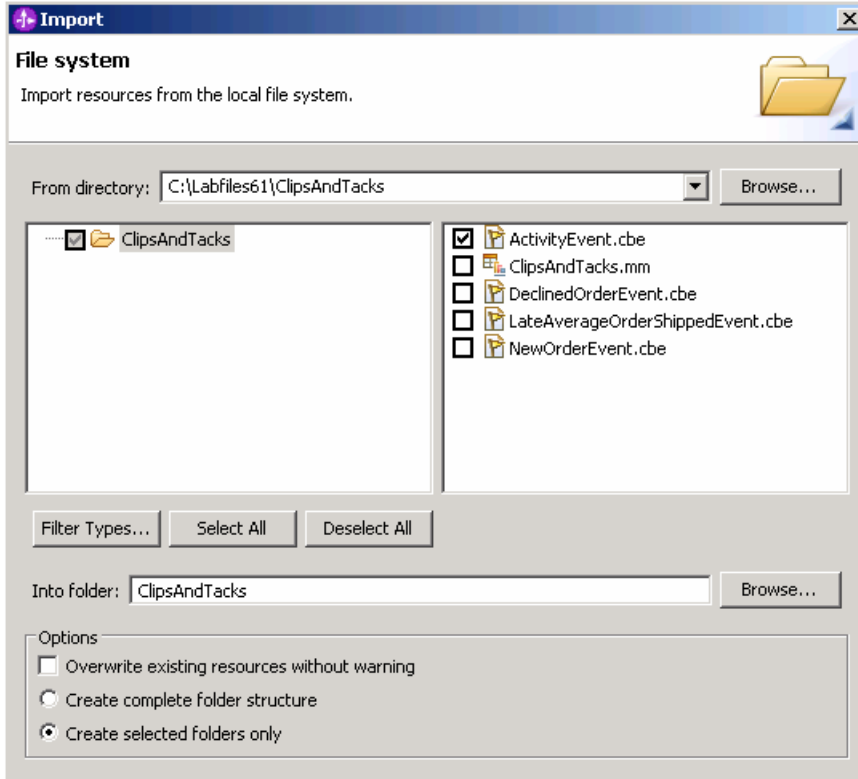 Import
File system
Import resources from the local file system.
From directory: C:\Labfiles61\ClipsAndTacks Browse...
ClipsAndTacks
ActivityEvent.cbe
ClipsAndTacks.mm
DeclinedOrderEvent.cbe
LateAverageOrderShippedEvent.cbe
NewOrderEvent.cbe
Filter Types... Select All Deselect All
Into folder: ClipsAndTacks Browse...
Options
Overwrite existing resources without warning
Create complete folder structure
Create selected folders only